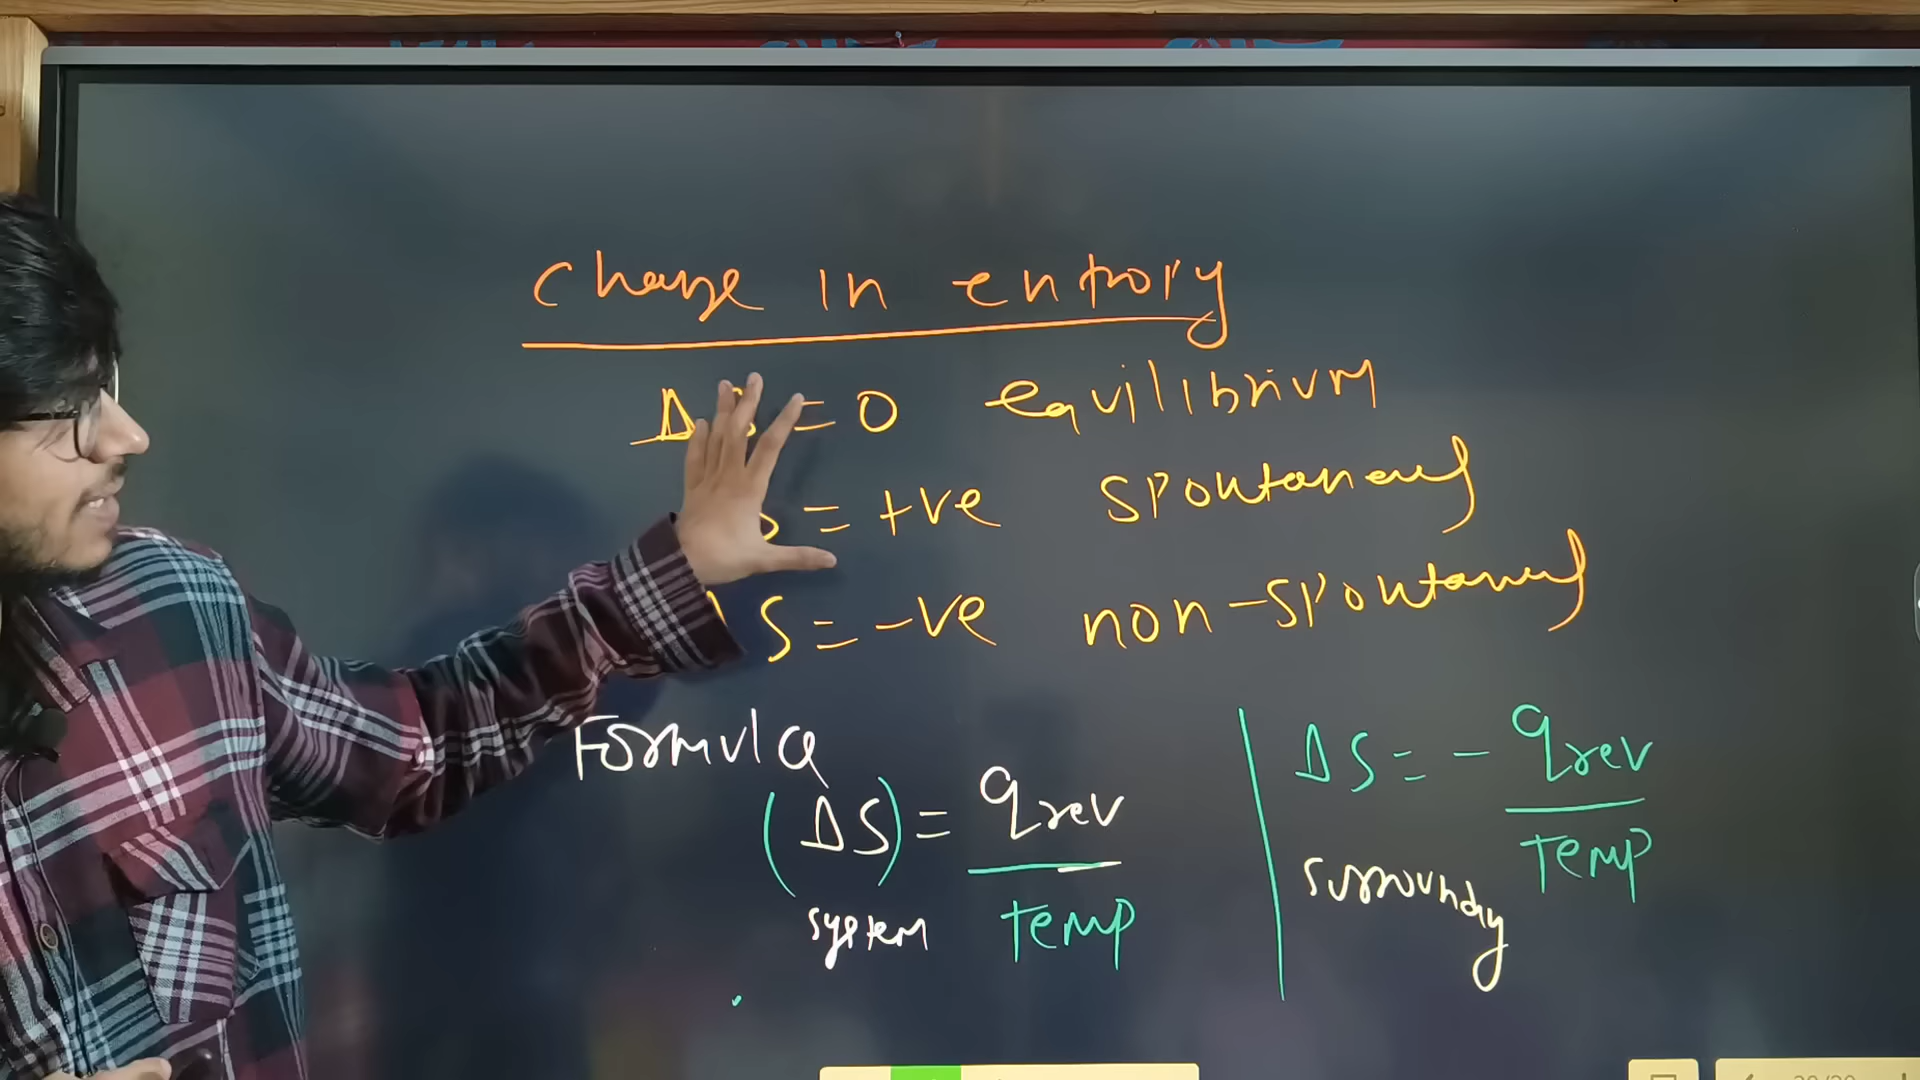 Change in entropy
ΔS = 0 equilibrium
S = +ve spontaneous
ΔS = -ve non-spontaneous
Formula
(ΔS) = qrev
Temp
system
ΔS = - qrev
Temp
surrounding